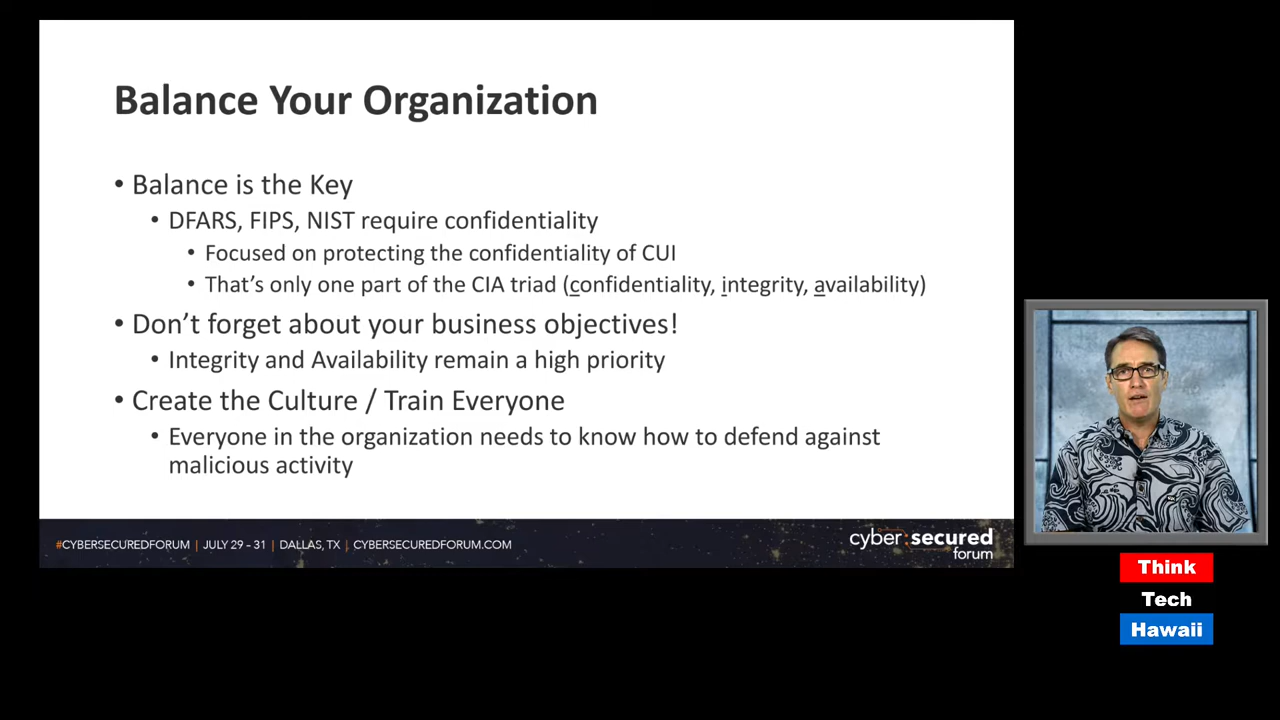 Balance Your Organization
• Balance is the Key
• DFARS, FIPS, NIST require confidentiality
• Focused on protecting the confidentiality of CUI
• That's only one part of the CIA triad (confidentiality, integrity, availability)
• Don't forget about your business objectives!
• Integrity and Availability remain a high priority
• Create the Culture / Train Everyone
• Everyone in the organization needs to know how to defend against
malicious activity
#CYBERSECUREDFORUM | JULY 29 - 31 | DALLAS, TX | CYBERSECUREDFORUM.COM
cyber:secured
forum
Think
Tech
Hawaii